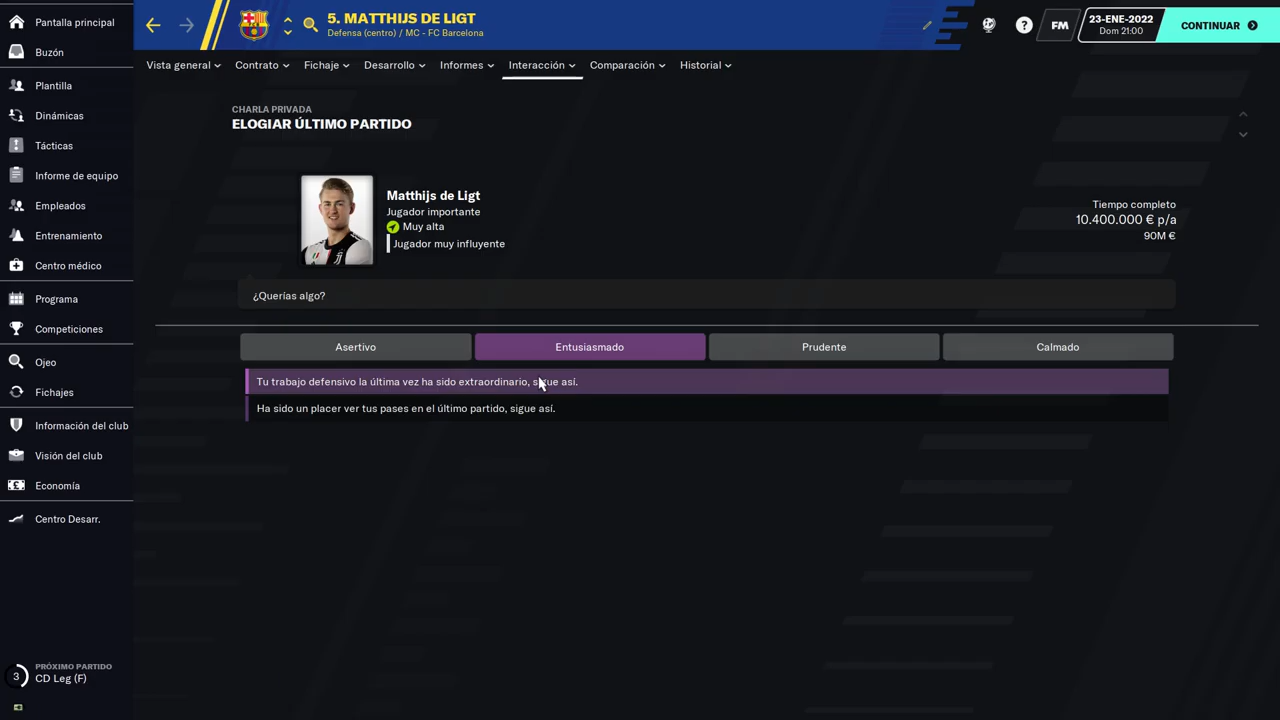 Pantalla principal
Buzón
Plantilla
Dinámicas
Tácticas
Informe de equipo
Empleados
Entrenamiento
Centro médico
Programa
Competiciones
Ojeo
Fichajes
Información del club
Visión del club
Economía
Centro Desarr.
3
PRÓXIMO PARTIDO
CD Leg (F)
5. MATTHIJS DE LIGT
Defensa (centro) / MC - FC Barcelona
?
FM
23-ENE-2022
Dom 21:00
CONTINUAR
Vista general
Contrato
Fichaje
Desarrollo
Informes
Interacción
Comparación
Historial
CHARLA PRIVADA
ELOGIAR ÚLTIMO PARTIDO
Matthijs de Ligt
Jugador importante
Muy alta
Jugador muy influyente
Tiempo completo
10.400.000 € p/a
90M €
¿Querías algo?
Asertivo
Entusiasmado
Prudente
Calmado
Tu trabajo defensivo la última vez ha sido extraordinario, sigue así.
Ha sido un placer ver tus pases en el último partido, sigue así.